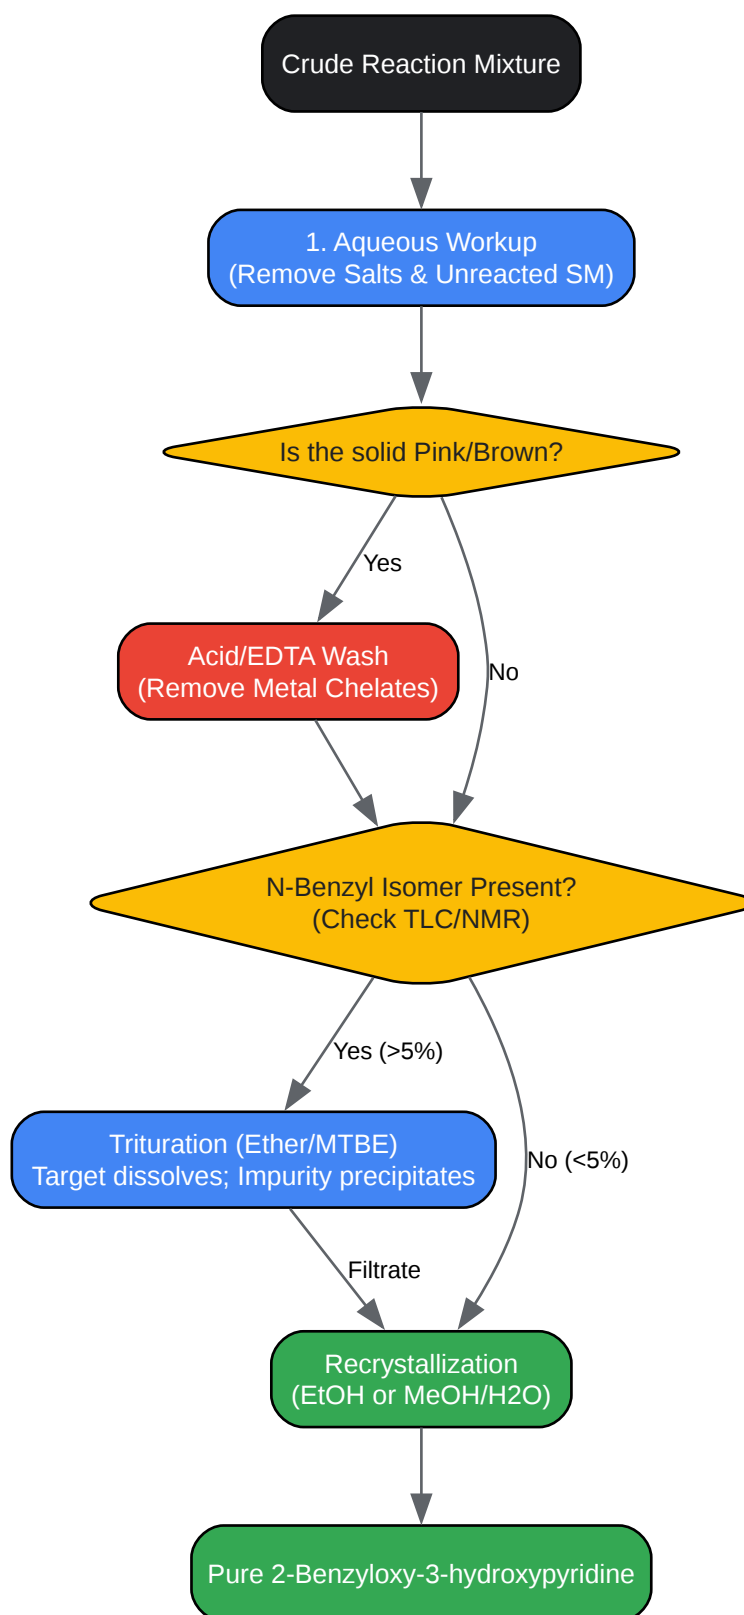 Crude Reaction Mixture
1. Aqueous Workup
(Remove Salts & Unreacted SM)
Is the solid Pink/Brown?
Yes
Acid/EDTA Wash
(Remove Metal Chelates)
No
N-Benzyl Isomer Present?
(Check TLC/NMR)
Yes (>5%)
Trituration (Ether/MTBE)
Target dissolves; Impurity precipitates
No (<5%)
Filtrate
Recrystallization
(EtOH or MeOH/H2O)
Pure 2-Benzyloxy-3-hydroxypyridine